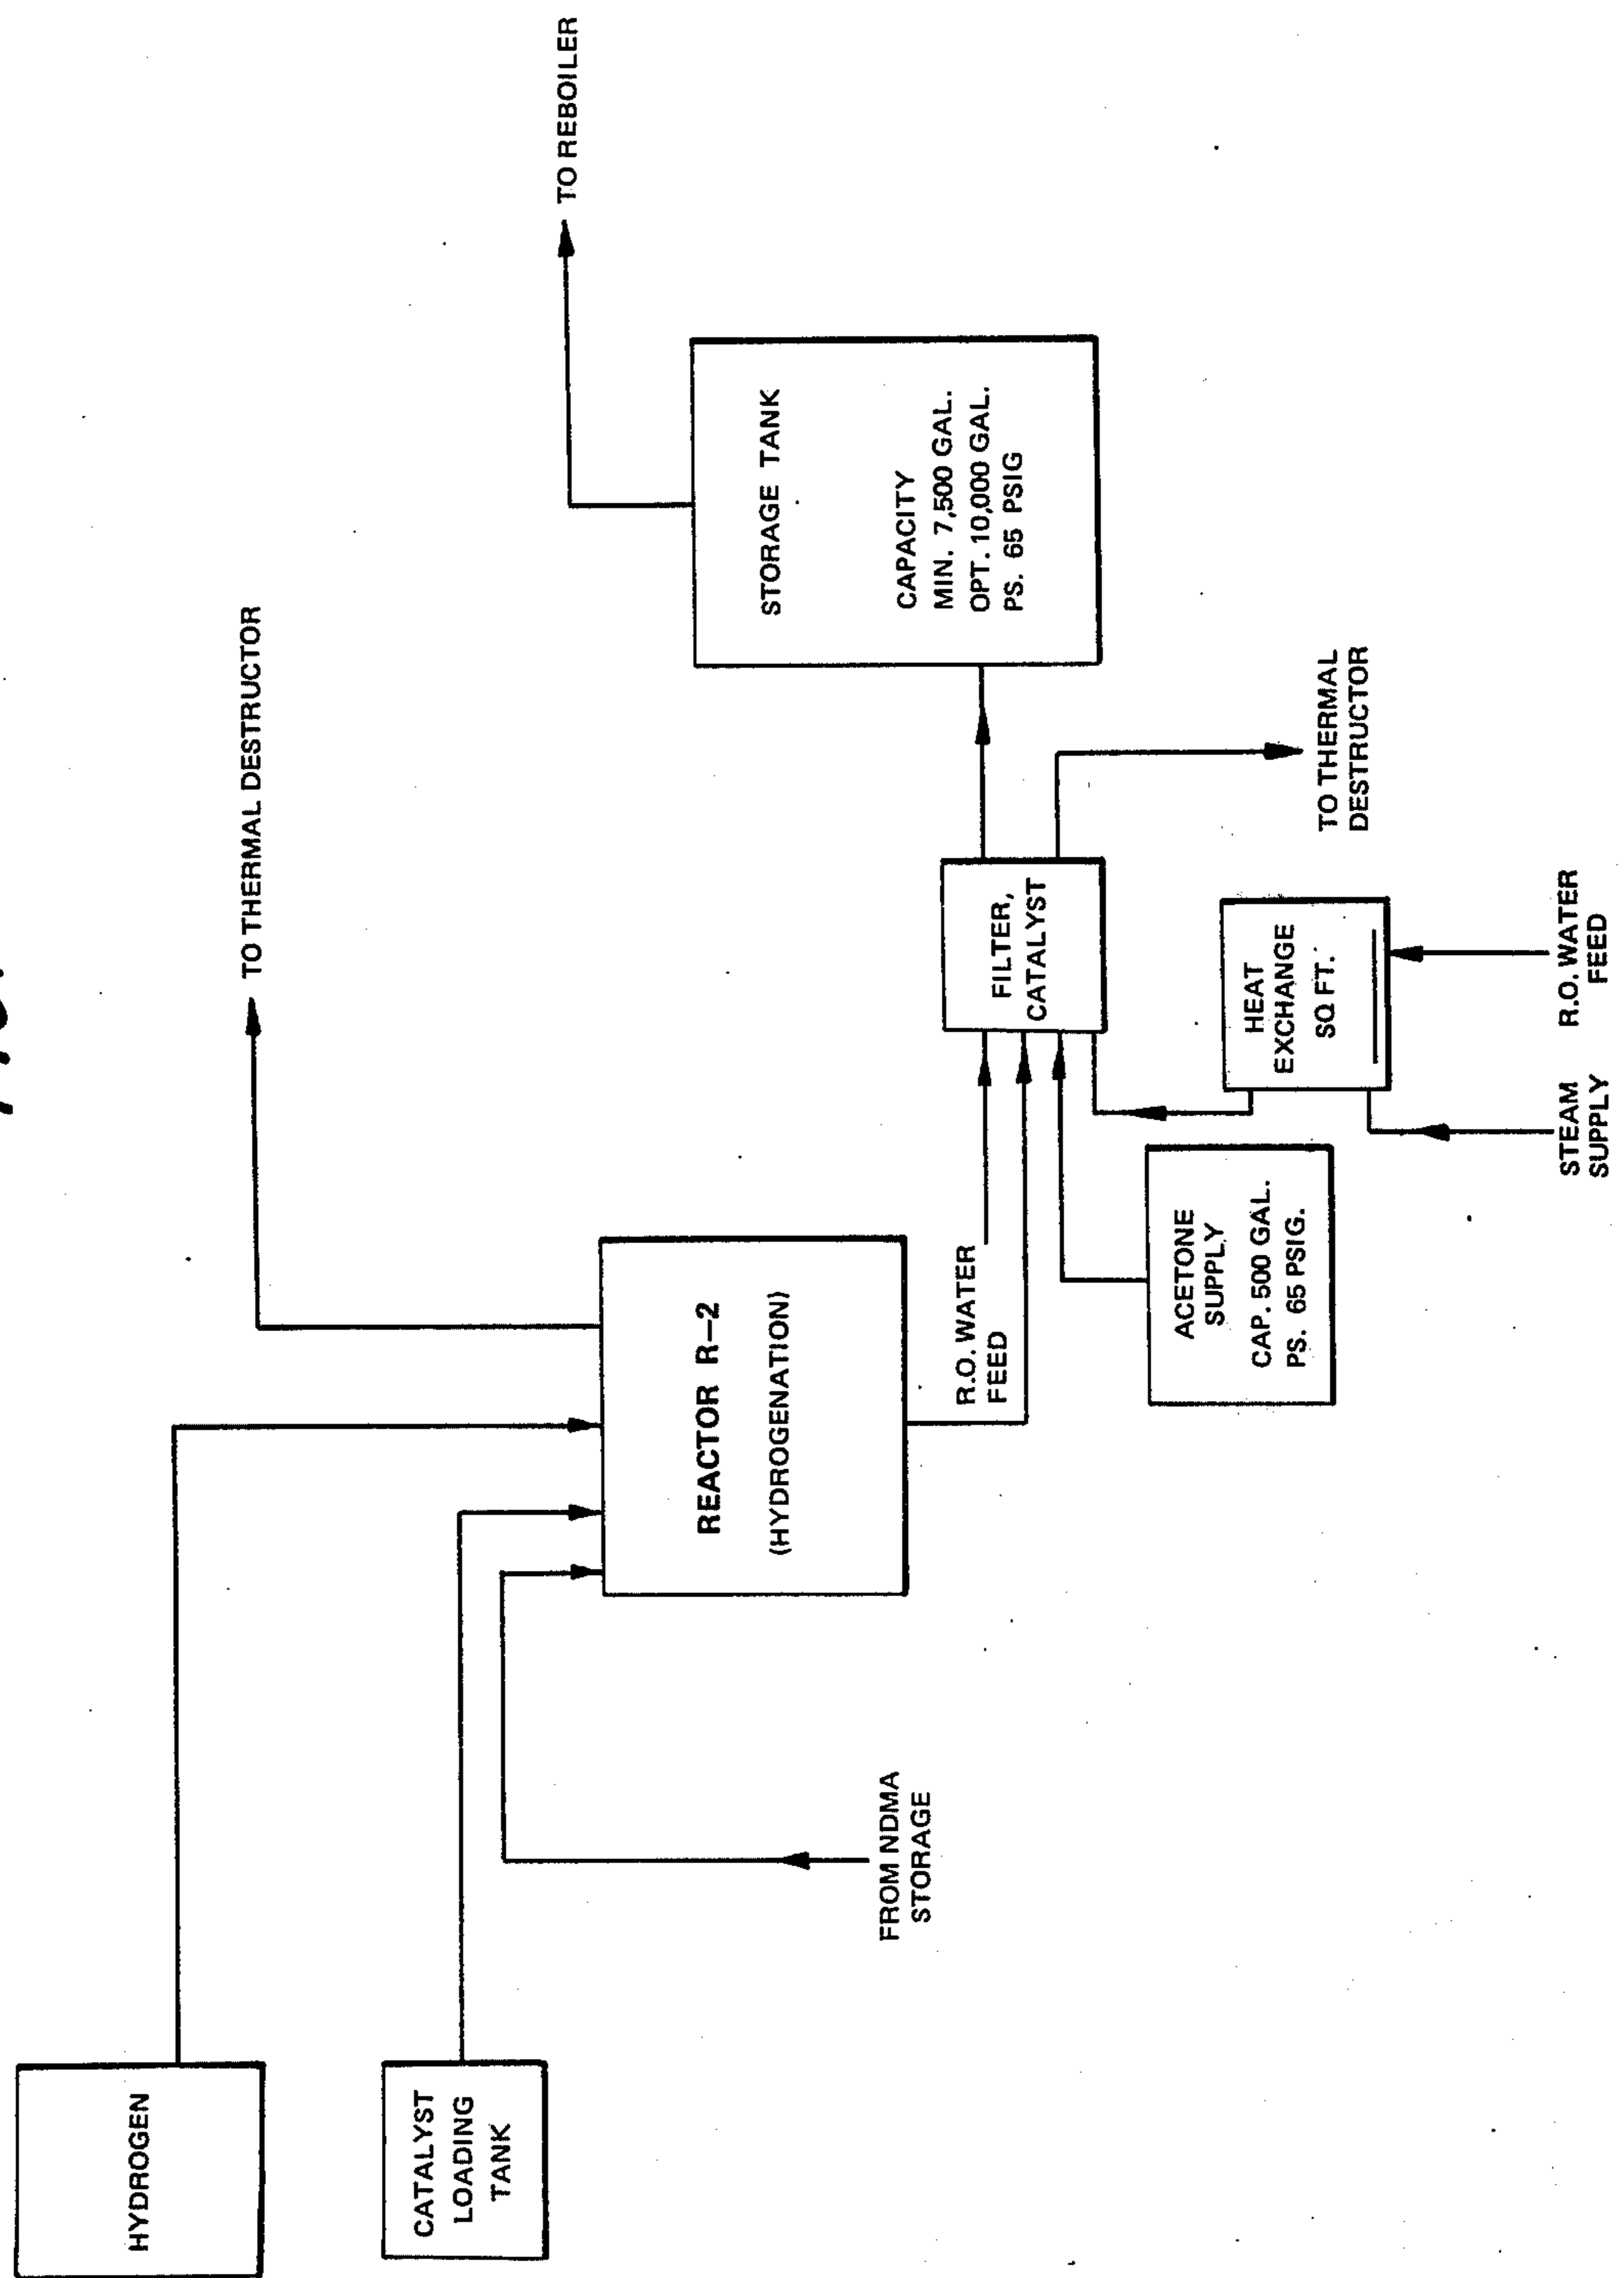 HYDROGEN
CATALYST
LOADING
TANK
FROM NDMA
STORAGE
REACTOR R–2
(HYDROGENATION)
TO THERMAL DESTRUCTOR
R.O. WATER
FEED
ACETONE
SUPPLY
CAP. 500 GAL.
PS. 65 PSIG.
FILTER,
CATALYST
HEAT
EXCHANGE
SQ FT.
STEAM
SUPPLY
R.O. WATER
FEED
TO THERMAL
DESTRUCTOR
STORAGE TANK
CAPACITY
MIN. 7,500 GAL.
OPT. 10,000 GAL.
PS. 65 PSIG
TO REBOILER